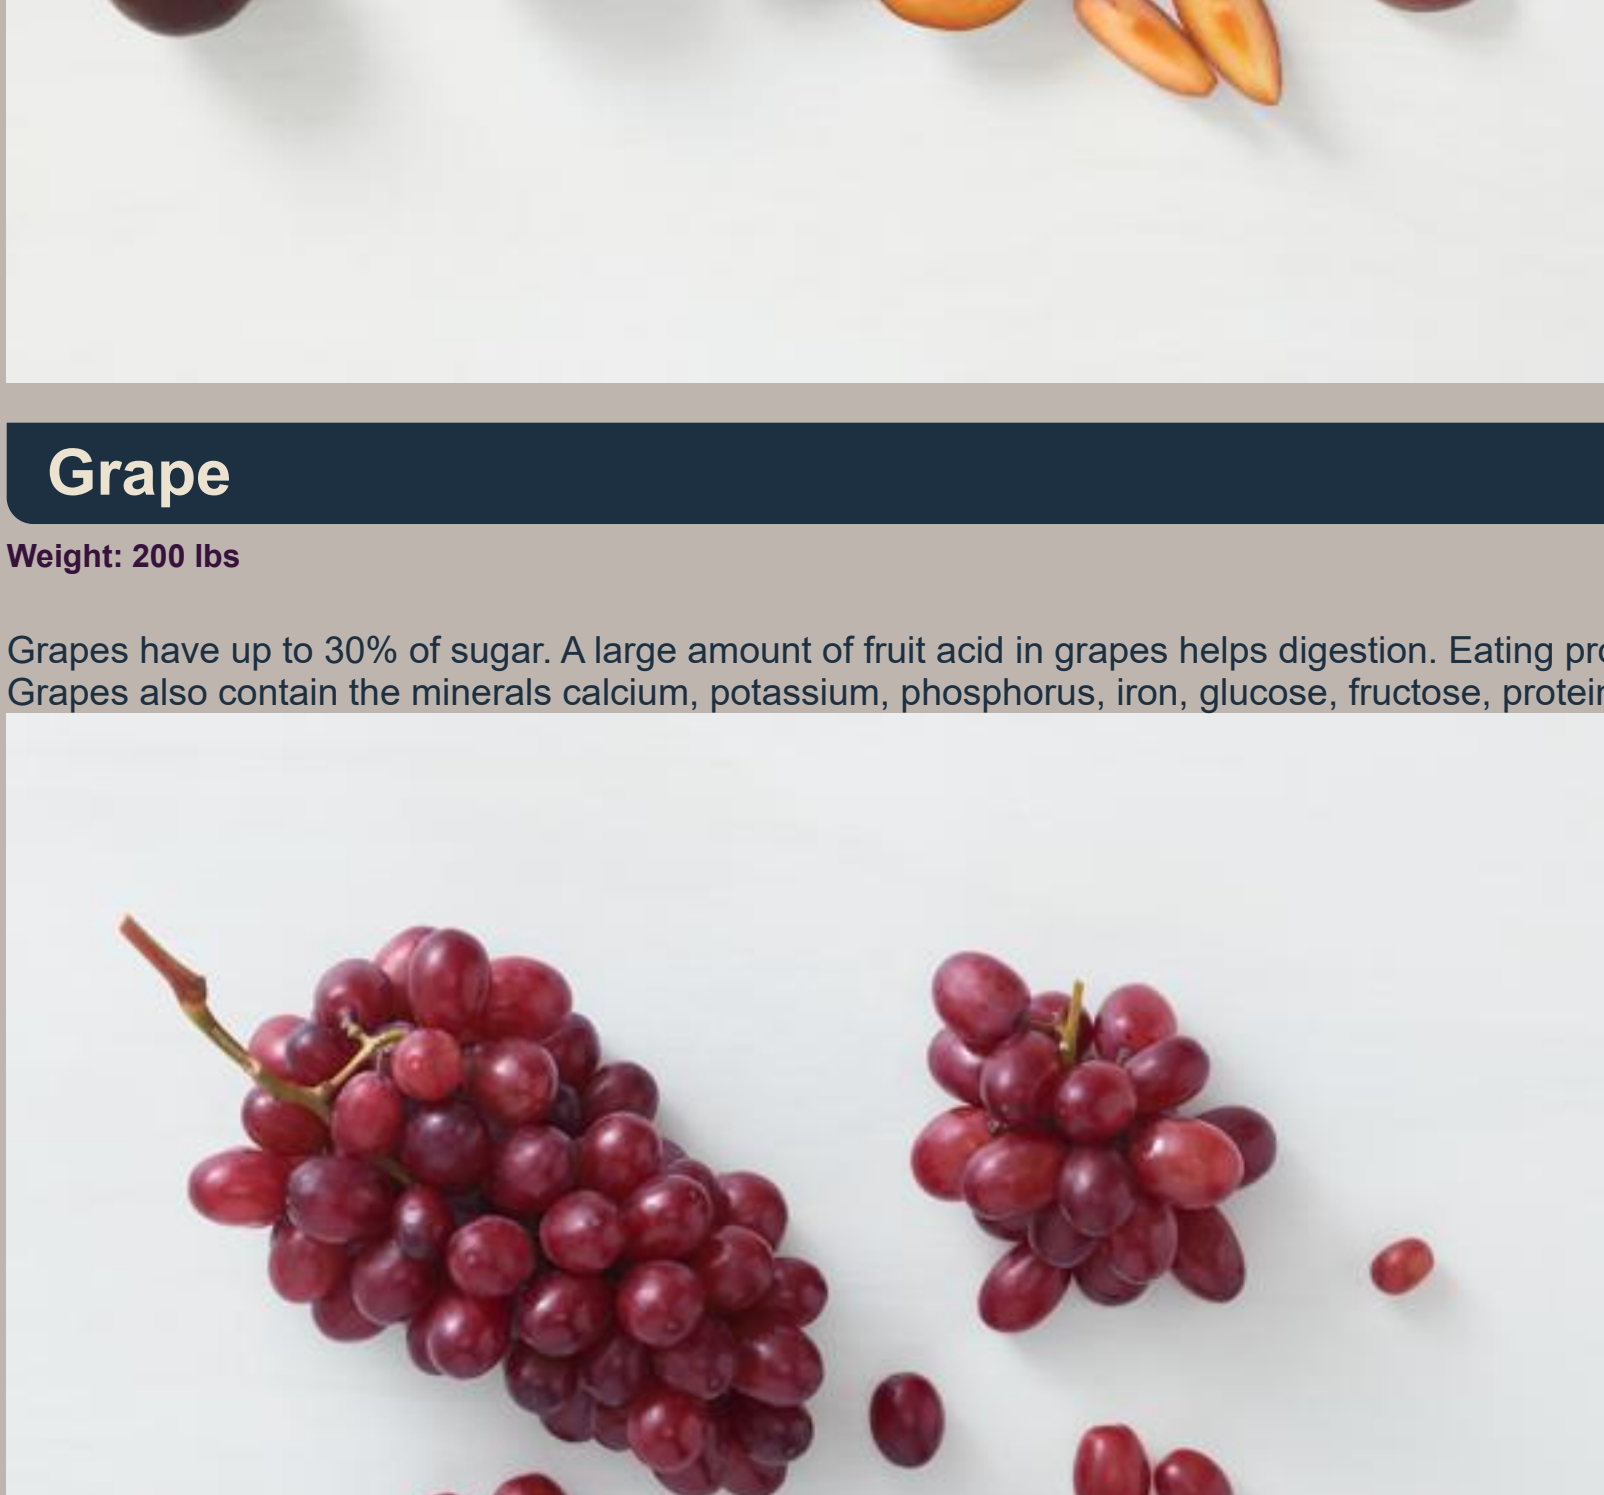 Grape
Weight: 200 lbs
Grapes have up to 30% of sugar. A large amount of fruit acid in grapes helps digestion. Eating
Grapes also contain the minerals calcium, potassium, phosphorus, iron, glucose, fructose,